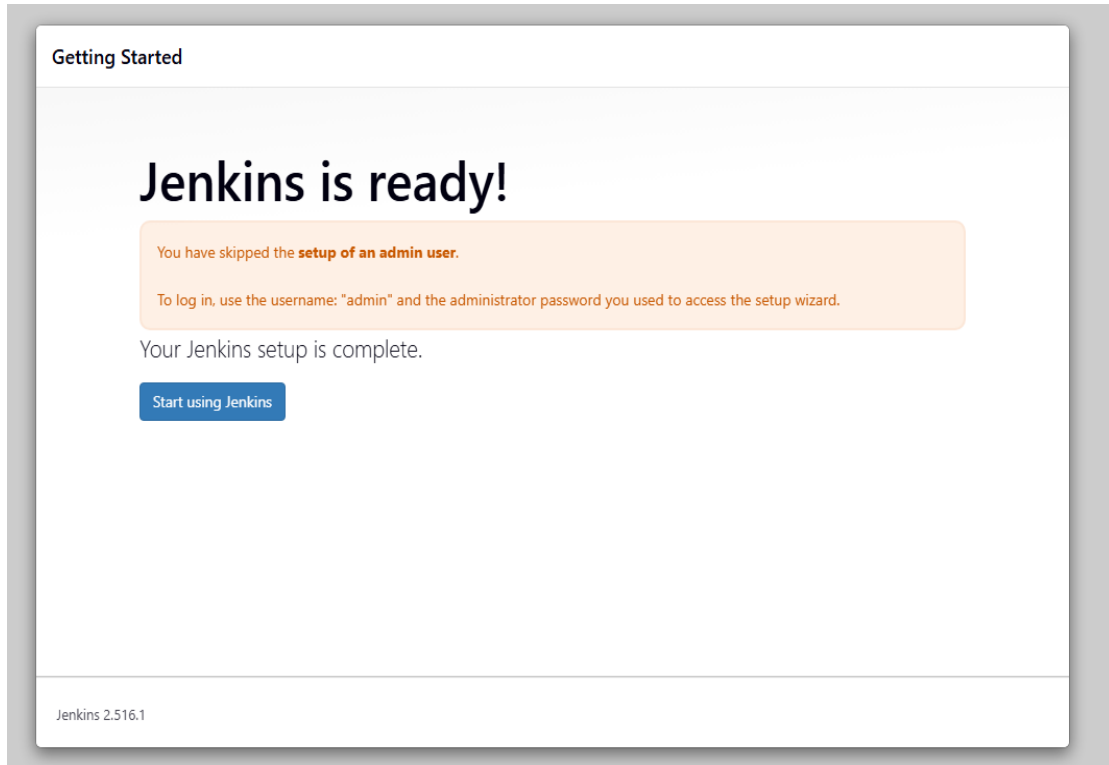 Getting Started
Jenkins is ready!
You have skipped the setup of an admin user.
To log in, use the username: "admin" and the administrator password you used to access the setup wizard.
Your Jenkins setup is complete.
Start using Jenkins
Jenkins 2.516.1